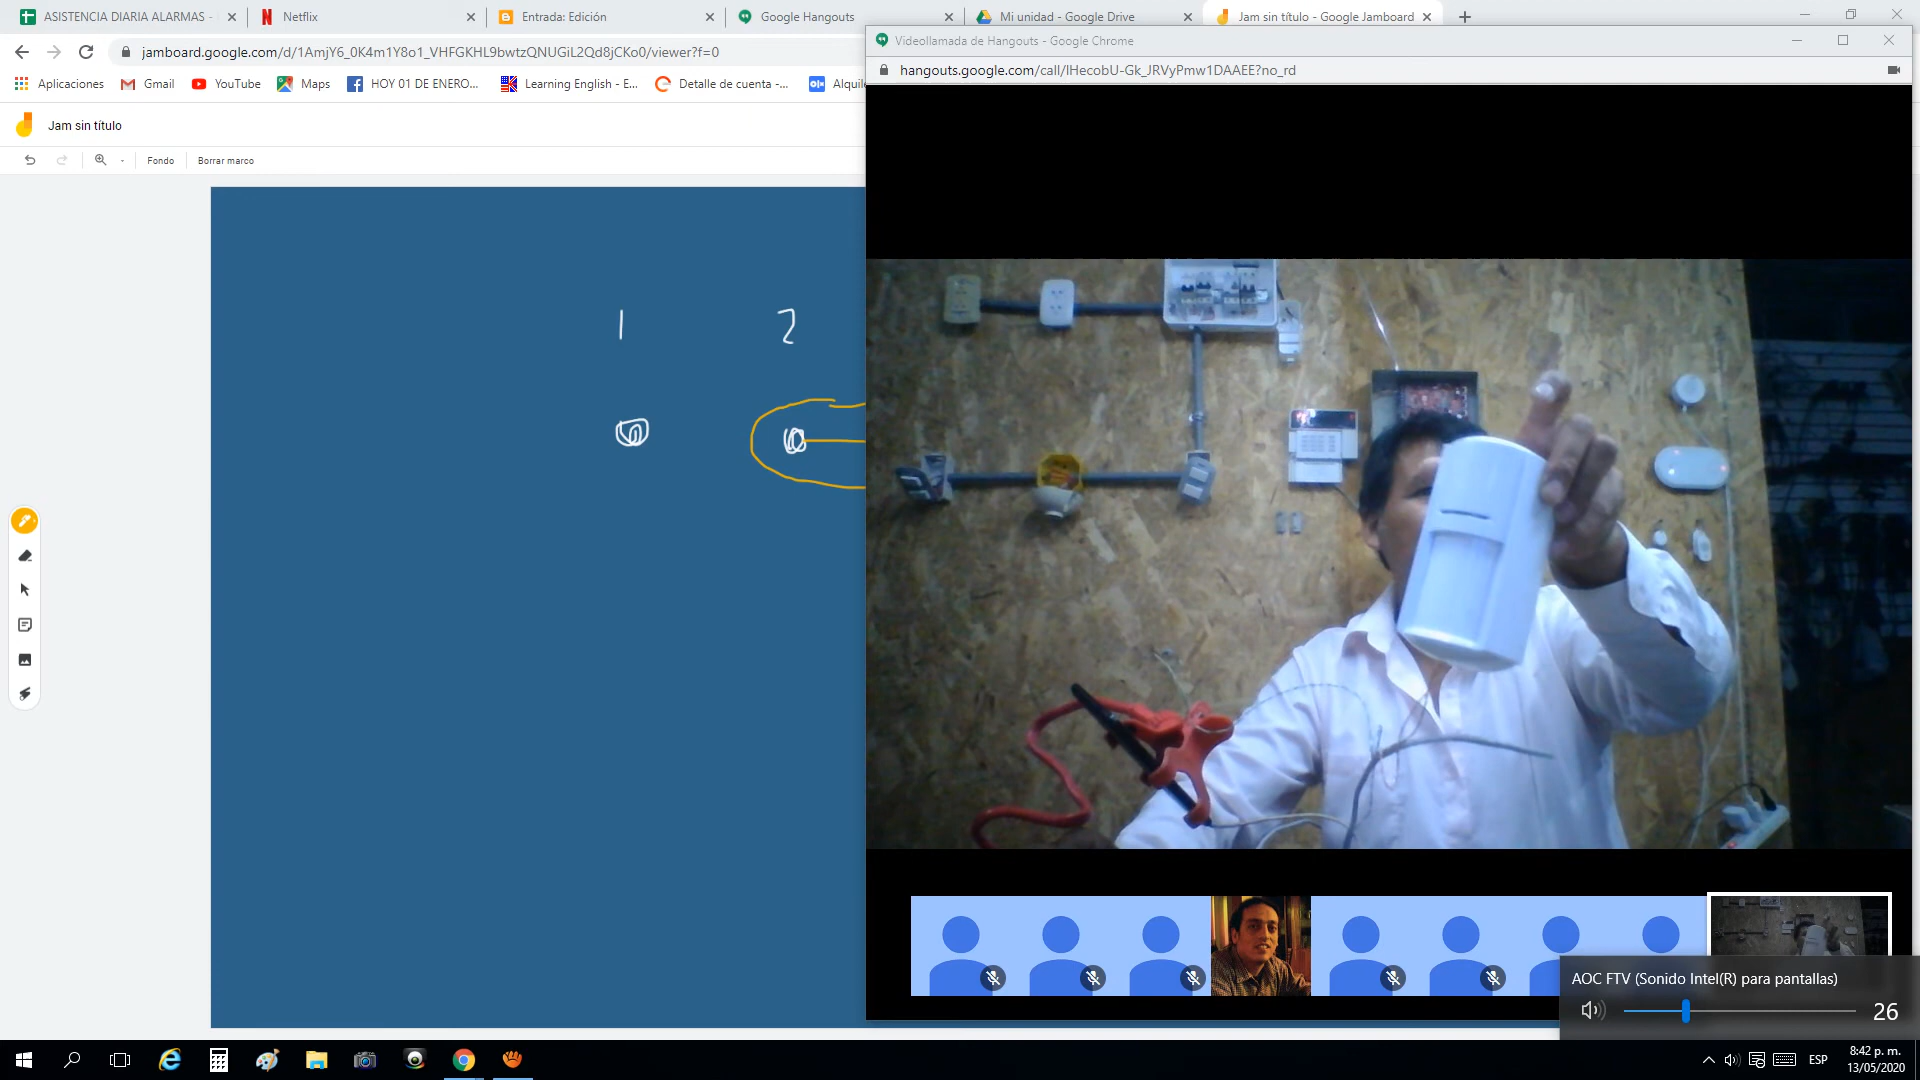 ASISTENCIA DIARIA ALARMAS -
Netflix
Entrada: Edición
Google Hangouts
Mi unidad - Google Drive
Jam sin título - Google Jamboard
jamboard.google.com/d/1AmjY6_0K4m1Y8o1_VHFGKHL9bwtzQNUGiL2Qd8jCKo0/viewer?f=0
Videollamada de Hangouts - Google Chrome
hangouts.google.com/call/lHecobU-Gk_JRVyPmw1DAAEE?no_rd
Aplicaciones
Gmail
YouTube
Maps
HOY 01 DE ENERO...
Learning English - E...
Detalle de cuenta -...
Alquile
Jam sin título
Fondo
Borrar marco
1
2
AOC FTV (Sonido Intel(R) para pantallas)
26
ESP
8:42 p. m.
13/05/2020